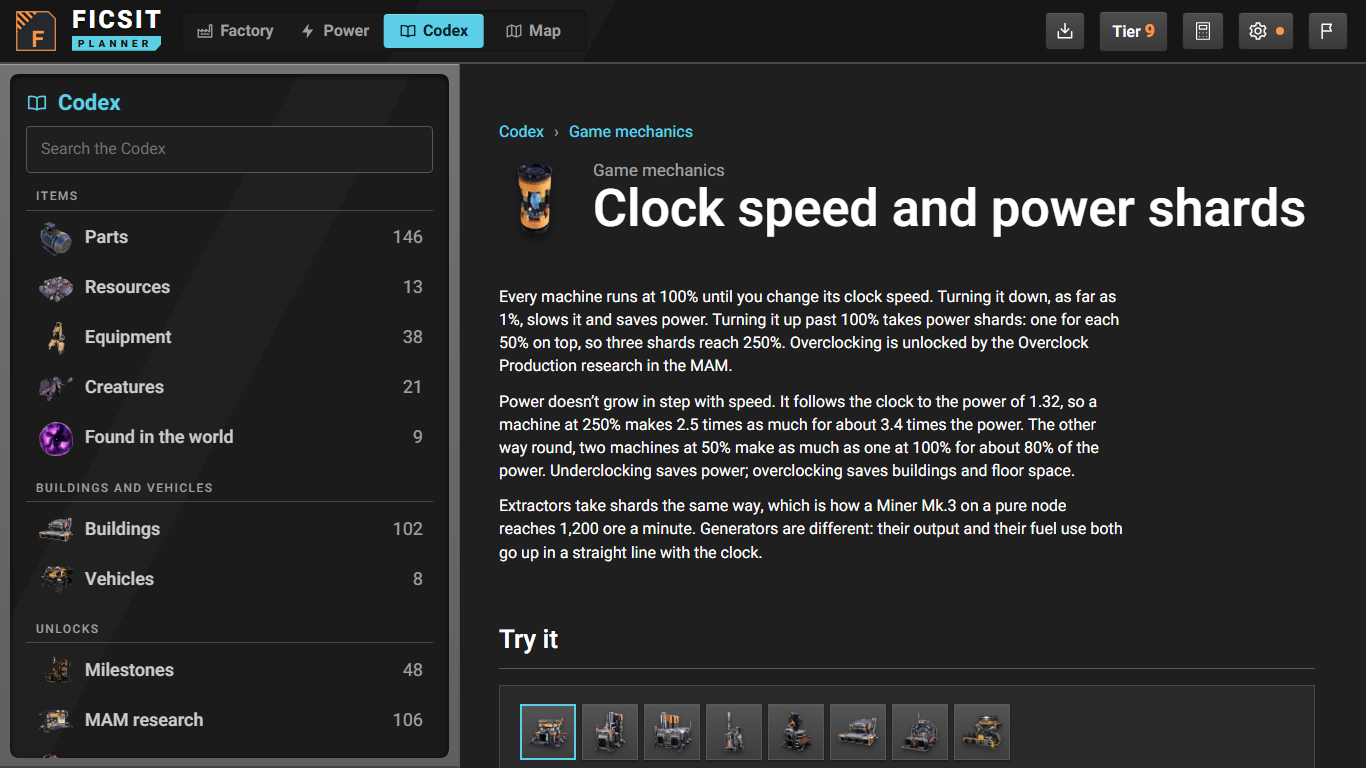 FICSIT
PLANNER
F
Factory
Power
Codex
Map
Tier 9
Codex
Search the Codex
ITEMS
Parts 146
Resources 13
Equipment 38
Creatures 21
Found in the world 9
BUILDINGS AND VEHICLES
Buildings 102
Vehicles 8
UNLOCKS
Milestones 48
MAM research 106
Codex › Game mechanics
Game mechanics
Clock speed and power shards
Every machine runs at 100% until you change its clock speed. Turning it down, as far as
1%, slows it and saves power. Turning it up past 100% takes power shards: one for each
50% on top, so three shards reach 250%. Overclocking is unlocked by the Overclock
Production research in the MAM.
Power doesn’t grow in step with speed. It follows the clock to the power of 1.32, so a
machine at 250% makes 2.5 times as much for about 3.4 times the power. The other
way round, two machines at 50% make as much as one at 100% for about 80% of the
power. Underclocking saves power; overclocking saves buildings and floor space.
Extractors take shards the same way, which is how a Miner Mk.3 on a pure node
reaches 1,200 ore a minute. Generators are different: their output and their fuel use both
go up in a straight line with the clock.
Try it